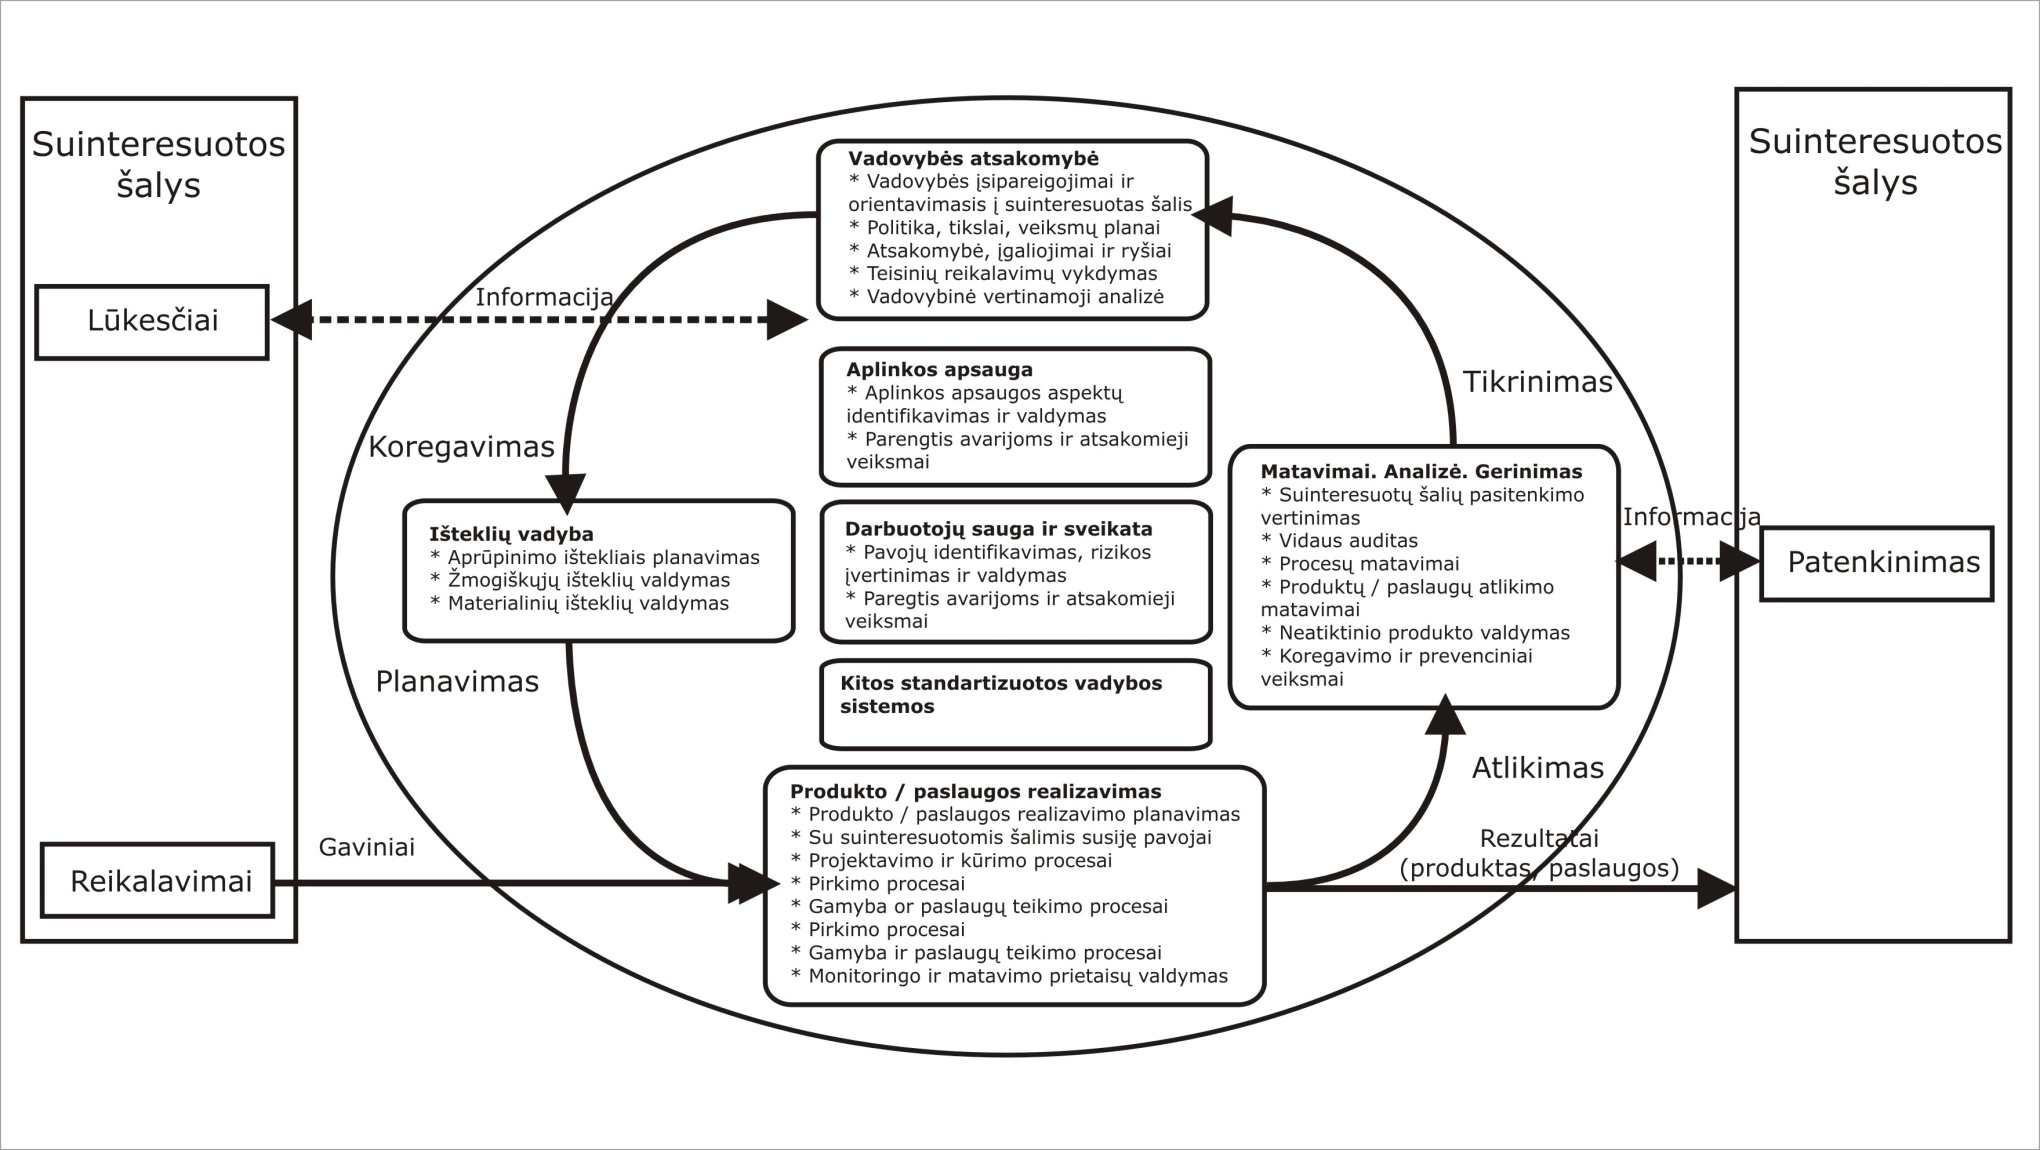 Suinteresuotos
šalys
Lūkesčiai
Reikalavimai
Informacija
Koregavimas
Planavimas
Gaviniai
Vadovybės atsakomybė
* Vadovybės įsipareigojimai ir
orientavimasis į suinteresuotas šalis
* Politika, tikslai, veiksmų planai
* Atsakomybė, įgaliojimai ir ryšiai
* Teisinių reikalavimų vykdymas
* Vadovybinė vertinamoji analizė
Aplinkos apsauga
* Aplinkos apsaugos aspektų
identifikavimas ir valdymas
* Parengtis avarijoms ir atsakomieji
veiksmai
Išteklių vadyba
* Aprūpinimo ištekliais planavimas
* Žmogiškųjų išteklių valdymas
* Materialinių išteklių valdymas
Darbuotojų sauga ir sveikata
* Pavojų identifikavimas, rizikos
įvertinimas ir valdymas
* Paregtis avarijoms ir atsakomieji
veiksmai
Kitos standartizuotos vadybos
sistemos
Produkto / paslaugos realizavimas
* Produkto / paslaugos realizavimo planavimas
* Su suinteresuotomis šalimis susiję pavojai
* Projektavimo ir kūrimo procesai
* Pirkimo procesai
* Gamyba or paslaugų teikimo procesai
* Pirkimo procesai
* Gamyba ir paslaugų teikimo procesai
* Monitoringo ir matavimo prietaisų valdymas
Tikrinimas
Matavimai. Analizė. Gerinimas
* Suinteresuotų šalių pasitenkimo
vertinimas
* Vidaus auditas
* Procesų matavimai
* Produktų / paslaugų atlikimo
matavimai
* Neatiktinio produkto valdymas
* Koregavimo ir prevenciniai
veiksmai
Atlikimas
Rezultatai
(produktas, paslaugos)
Informacija
Suinteresuotos
šalys
Patenkinimas